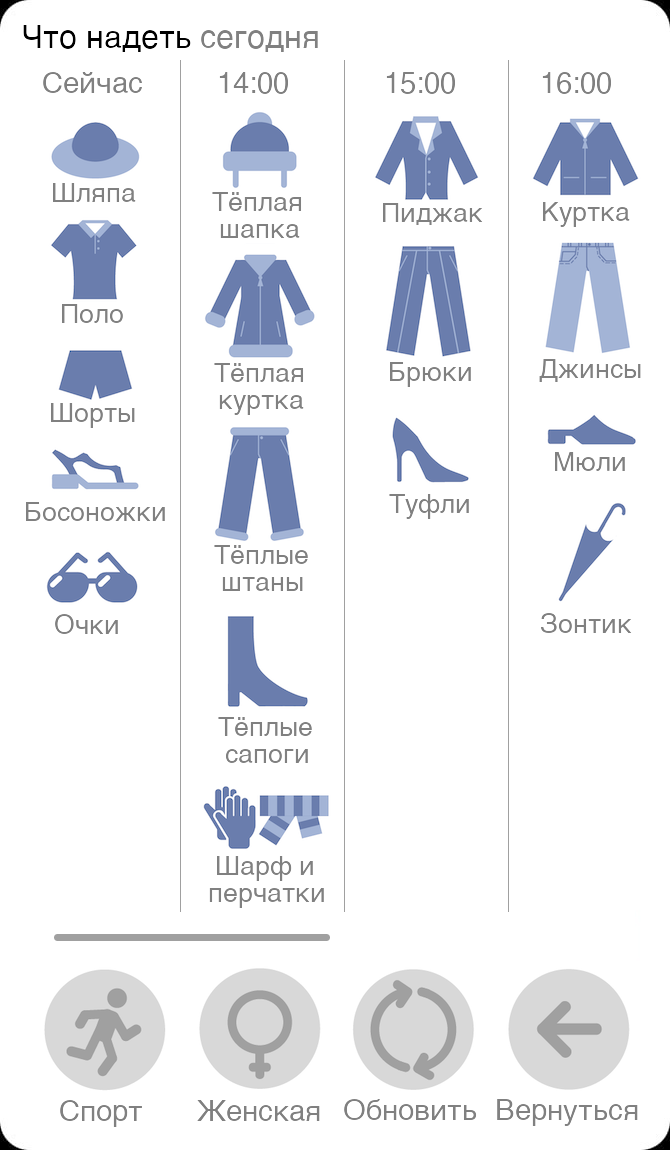 Что надеть сегодня
Сейчас
Шляпа
Поло
Шорты
Босоножки
Очки
14:00
Тёплая
шапка
Тёплая
куртка
Тёплые
штаны
Тёплые
сапоги
Шарф и
перчатки
15:00
Пиджак
Брюки
Туфли
16:00
Куртка
Джинсы
Мюли
Зонтик
Спорт
Женская
Обновить
Вернуться